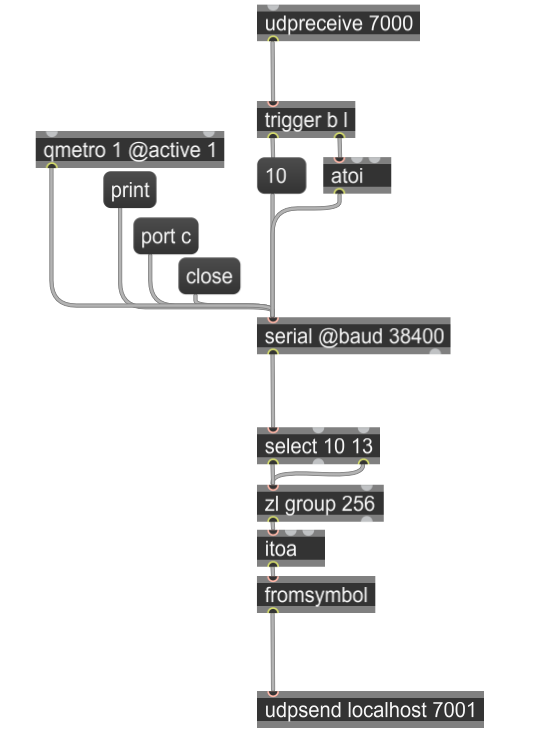 udpreceive 7000
trigger b l
qmetro 1 @active 1
10
atoi
print
port c
close
serial @baud 38400
select 10 13
zl group 256
itoa
fromsymbol
udpsend localhost 7001